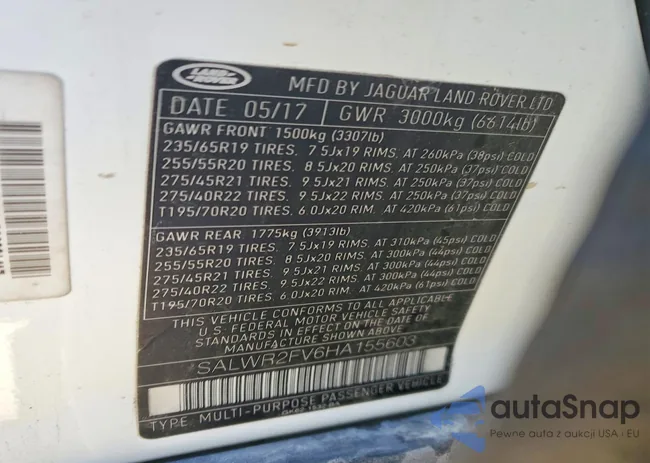 LAND ROVER
MFD BY JAGUAR LAND ROVER LTD
DATE 05/17 GWR 3000kg (6614lb)
GAWR FRONT 1500kg (3307lb)
235/65R19 TIRES, 7.5Jx19 RIMS, AT 260kPa (38psi) COLD
255/55R20 TIRES, 8.5Jx20 RIMS, AT 250kPa (37psi) COLD
275/45R21 TIRES, 9.5Jx21 RIMS, AT 250kPa (37psi) COLD
275/40R22 TIRES, 9.5Jx22 RIMS, AT 250kPa (37psi) COLD
T195/70R20 TIRES, 6.0Jx20 RIM, AT 420kPa (61psi) COLD
GAWR REAR 1775kg (3913lb)
235/65R19 TIRES, 7.5Jx19 RIMS, AT 310kPa (45psi) COLD
255/55R20 TIRES, 8.5Jx20 RIMS, AT 300kPa (44psi) COLD
275/45R21 TIRES, 9.5Jx21 RIMS, AT 300kPa (44psi) COLD
275/40R22 TIRES, 9.5Jx22 RIMS, AT 300kPa (44psi) COLD
T195/70R20 TIRES, 6.0Jx20 RIM, AT 420kPa (61psi) COLD
THIS VEHICLE CONFORMS TO ALL APPLICABLE
U.S. FEDERAL MOTOR VEHICLE SAFETY
STANDARDS IN EFFECT ON THE DATE OF
MANUFACTURE SHOWN ABOVE.
SALWR2FV6HA155603
TYPE: MULTI-PURPOSE PASSENGER VEHICLE
autoSnap
Pewne auta z aukcji USA i EU